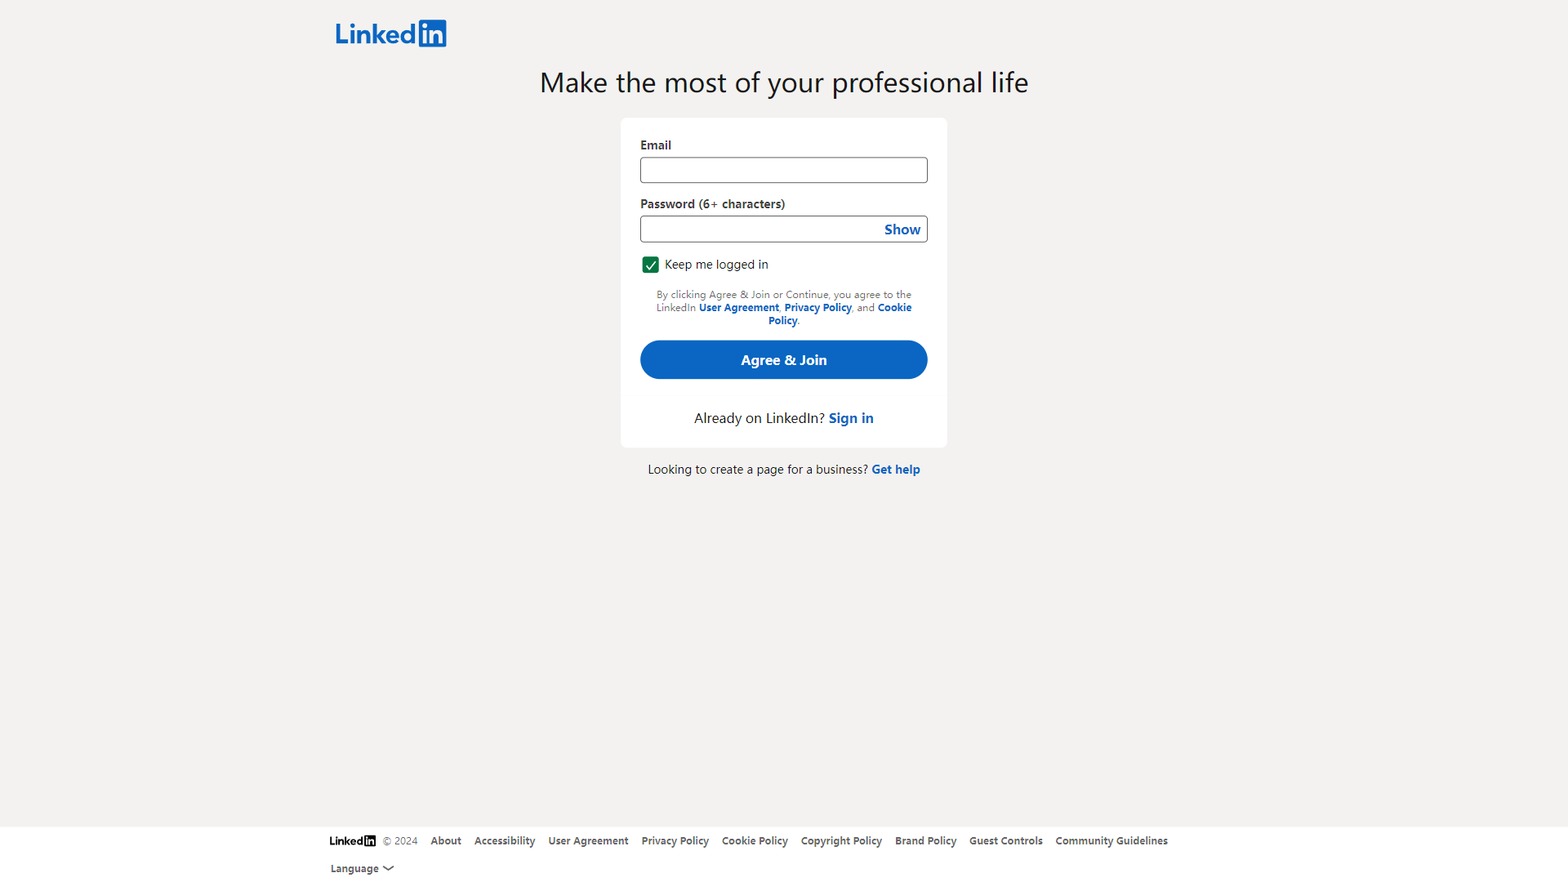 Linkedin
Make the most of your professional life
Email
Password (6+ characters)
Show
Keep me logged in
By clicking Agree & Join or Continue, you agree to the
LinkedIn User Agreement, Privacy Policy, and Cookie
Policy.
Agree & Join
Already on LinkedIn? Sign in
Looking to create a page for a business? Get help
Linkedin © 2024 About Accessibility User Agreement Privacy Policy Cookie Policy Copyright Policy Brand Policy Guest Controls Community Guidelines
Language